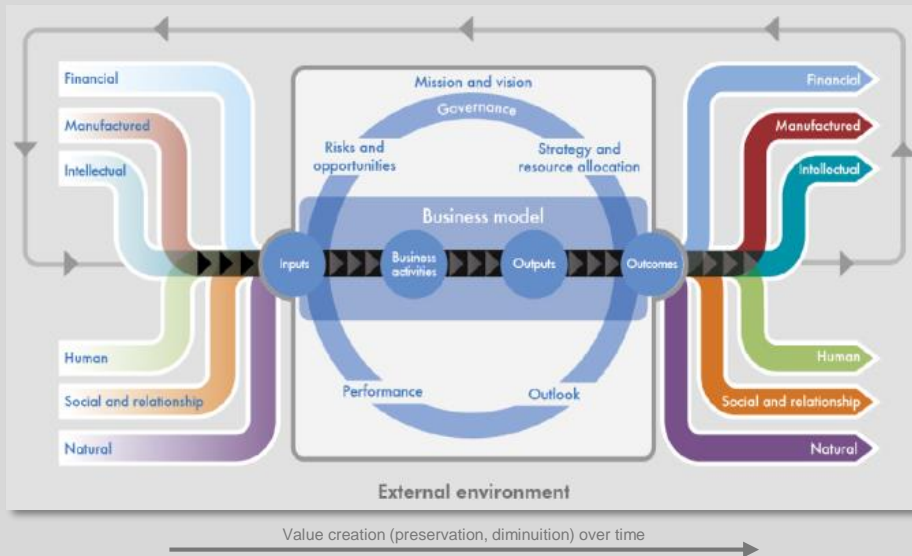 Financial
Manufactured
Intellectual
Human
Social and relationship
Natural
Mission and vision
Governance
Risks and
opportunities
Strategy and
resource allocation
Business model
Inputs
Business
activities
Outputs
Outcomes
Performance
Outlook
Financial
Manufactured
Intellectual
Human
Social and relationship
Natural
External environment
Value creation (preservation, diminuition) over time